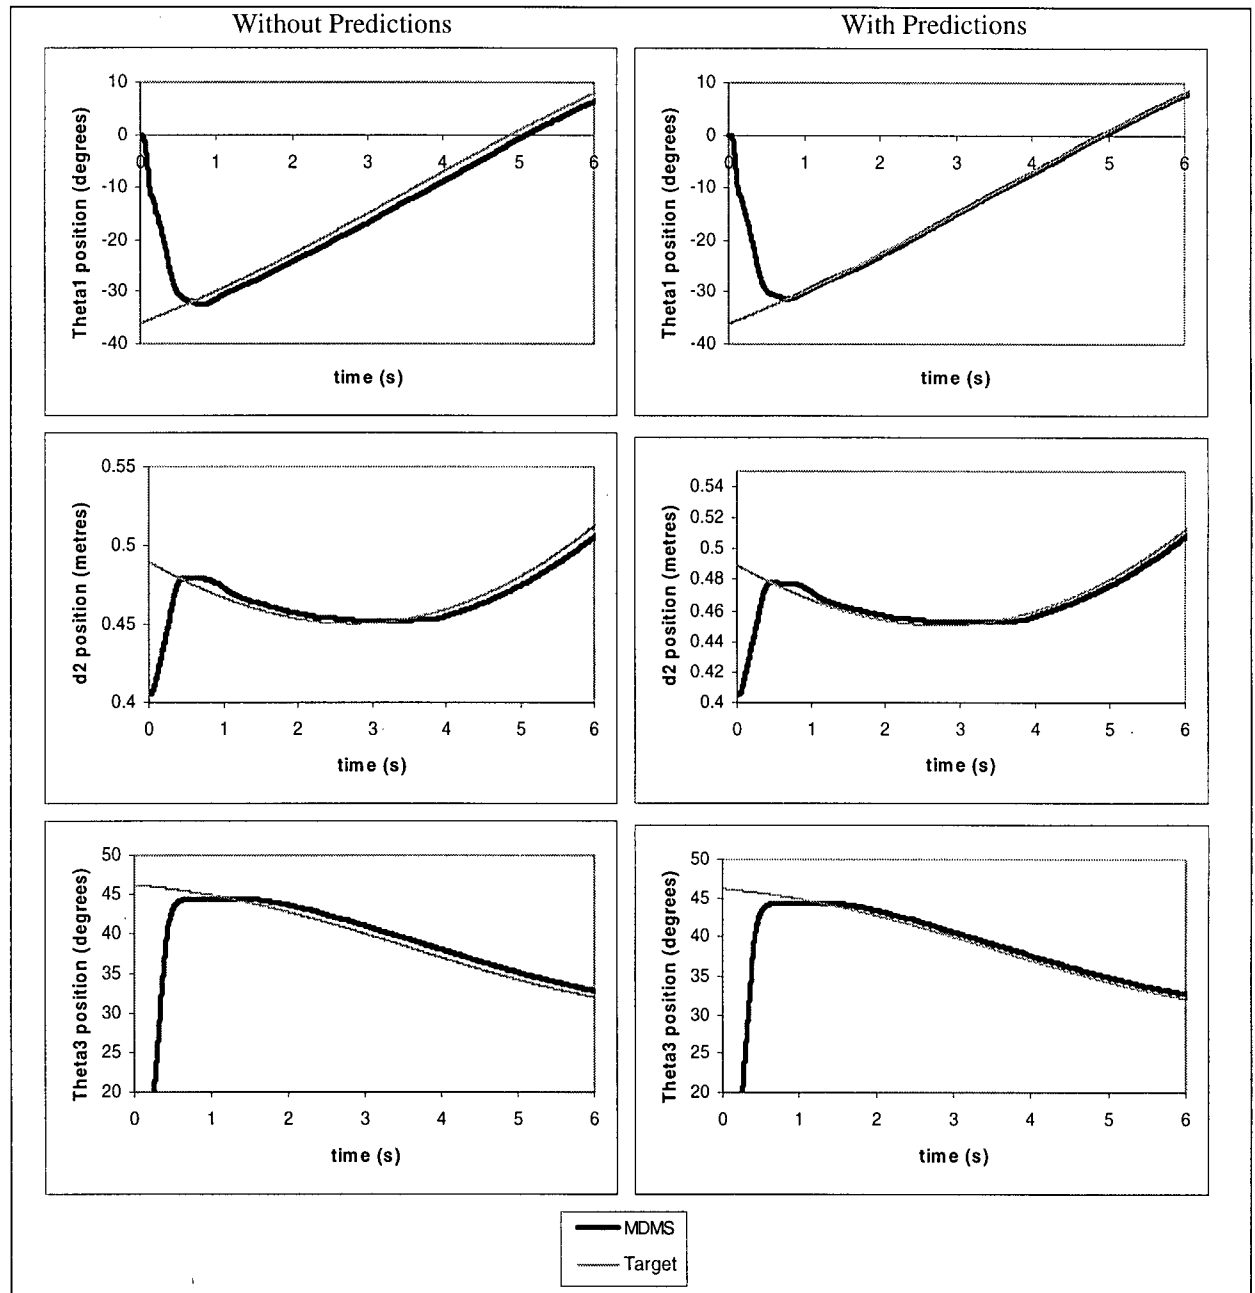 Without Predictions
With Predictions
10
0
-10
-20
-30
-40
0 1 2 3 4 5 6
Theta1 position (degrees)
time (s)
10
0
-10
-20
-30
-40
0 1 2 3 4 5 6
Theta1 position (degrees)
time (s)
0.55
0.5
0.45
0.4
0 1 2 3 4 5 6
d2 position (metres)
time (s)
0.54
0.52
0.5
0.48
0.46
0.44
0.42
0.4
0 1 2 3 4 5 6
d2 position (metres)
time (s)
50
45
40
35
30
25
20
0 1 2 3 4 5 6
Theta3 position (degrees)
time (s)
50
45
40
35
30
25
20
0 1 2 3 4 5 6
Theta3 position (degrees)
time (s)
MDMS
Target